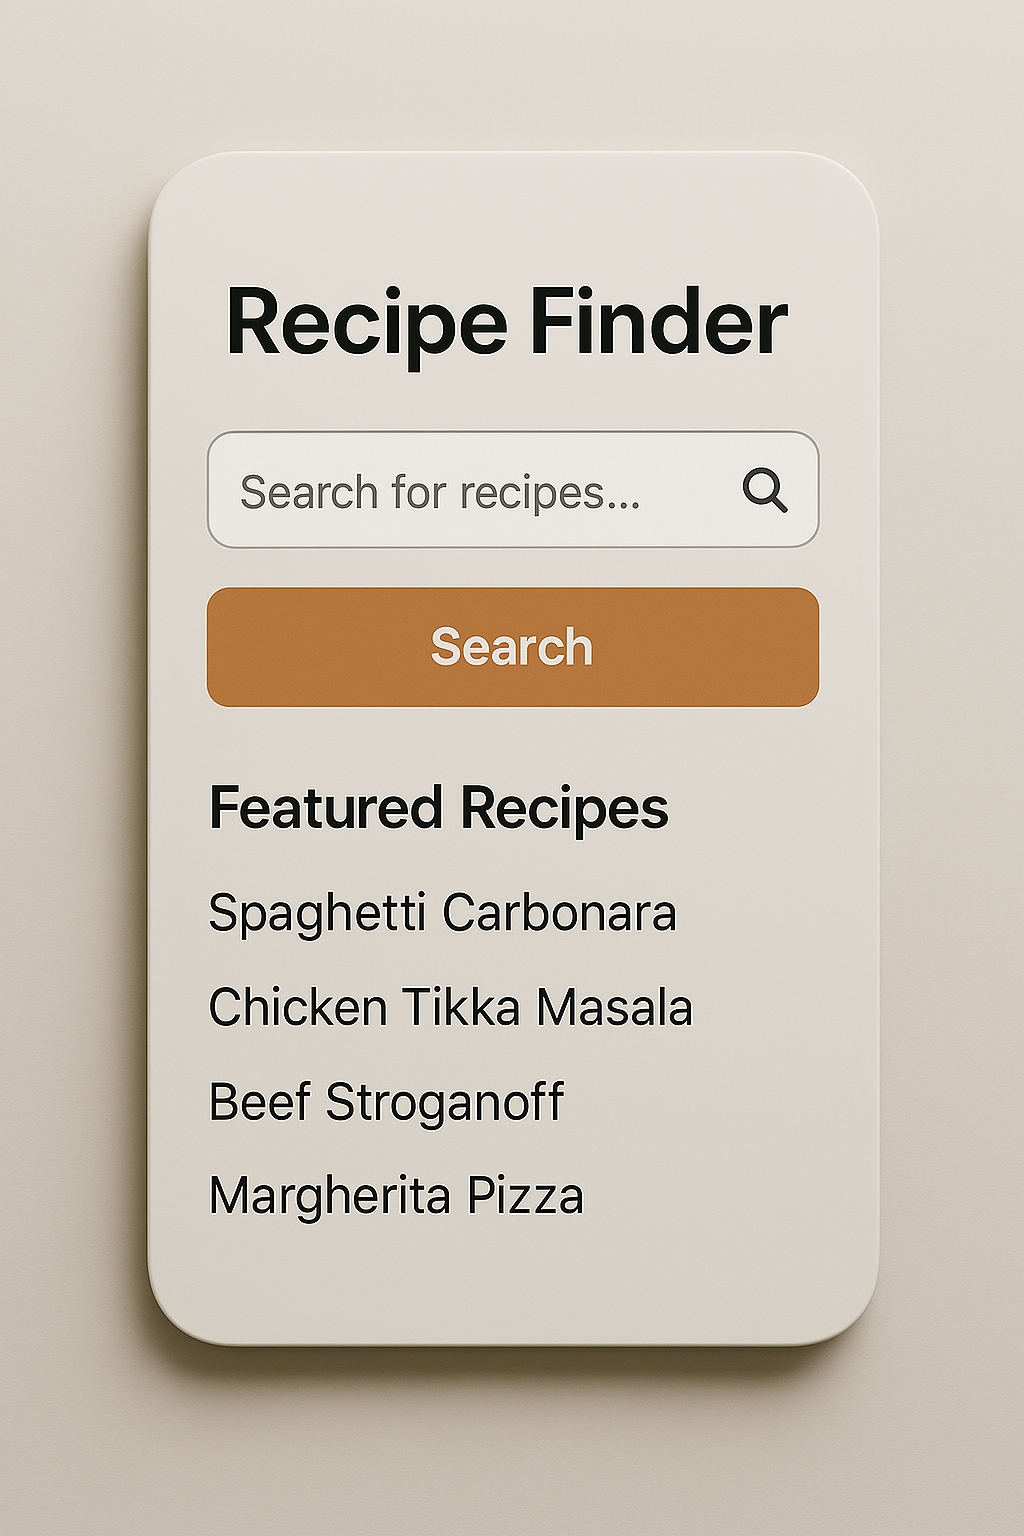 Recipe Finder
Search for recipes...
Search
Featured Recipes
Spaghetti Carbonara
Chicken Tikka Masala
Beef Stroganoff
Margherita Pizza